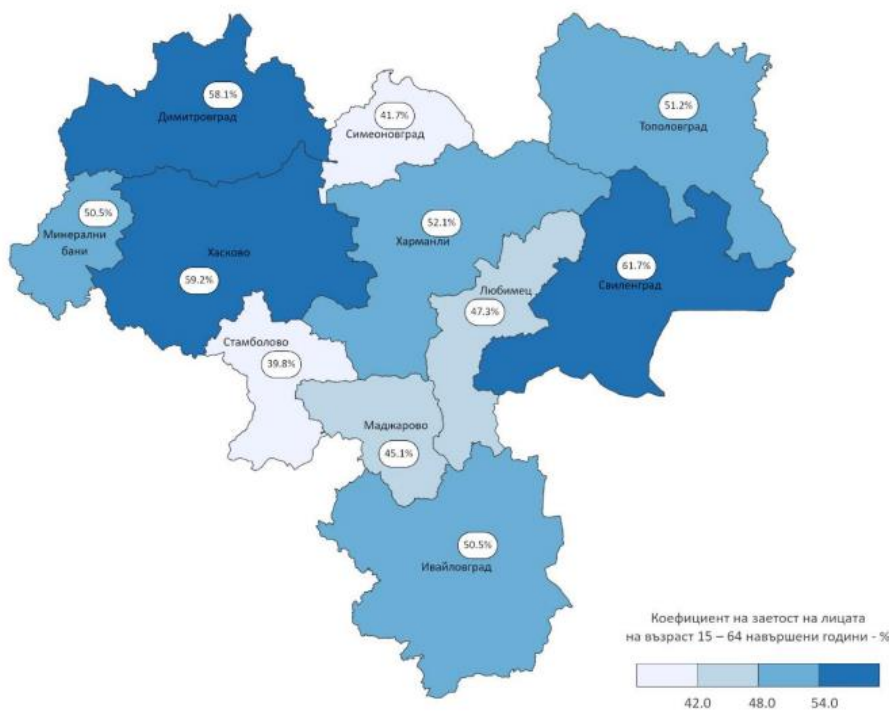 58.1%
Димитровград
41.7%
Симеоновград
51.2%
Тополовград
50.5%
Минерални
бани
Хасково
59.2%
52.1%
Харманли
61.7%
Свиленград
Любимец
47.3%
Стамболово
39.8%
Маджарово
45.1%
50.5%
Ивайловград
Коефициент на заетост на лицата
на възраст 15 – 64 навършени години - %
42.0 48.0 54.0